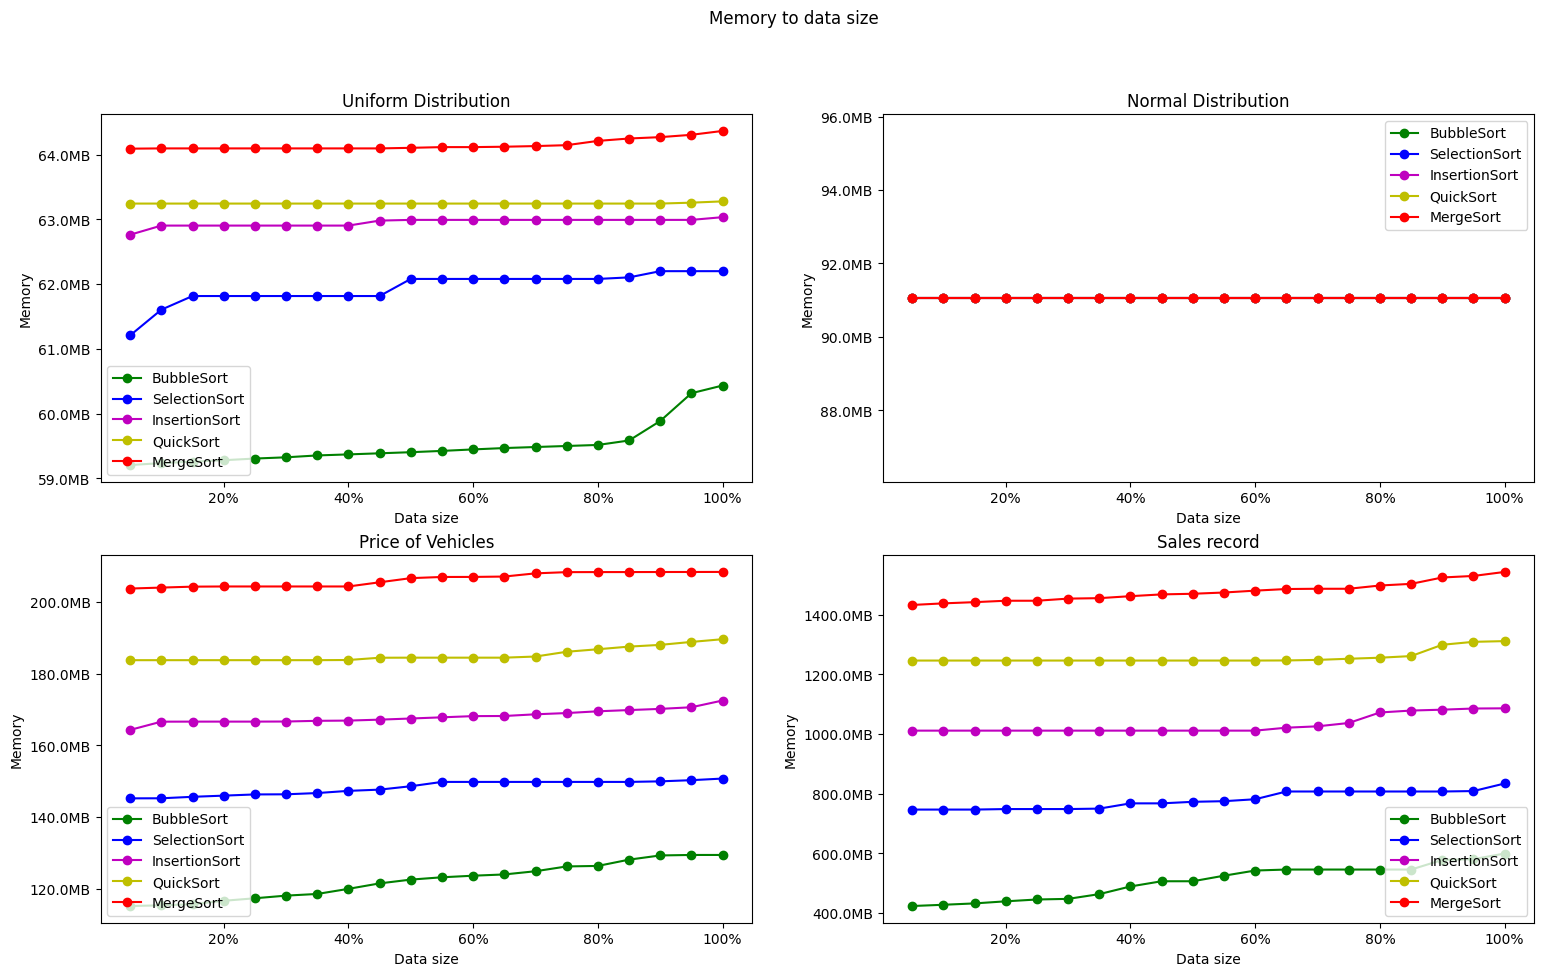 Memory to data size
Uniform Distribution
64.0MB
63.0MB
62.0MB
61.0MB
60.0MB
59.0MB
Memory
BubbleSort
SelectionSort
InsertionSort
QuickSort
MergeSort
20% 40% 60% 80% 100%
Data size
Normal Distribution
96.0MB
94.0MB
92.0MB
90.0MB
88.0MB
Memory
BubbleSort
SelectionSort
InsertionSort
QuickSort
MergeSort
20% 40% 60% 80% 100%
Data size
Price of Vehicles
200.0MB
180.0MB
160.0MB
140.0MB
120.0MB
Memory
BubbleSort
SelectionSort
InsertionSort
QuickSort
MergeSort
20% 40% 60% 80% 100%
Data size
Sales record
1400.0MB
1200.0MB
1000.0MB
800.0MB
600.0MB
400.0MB
Memory
BubbleSort
SelectionSort
InsertionSort
QuickSort
MergeSort
20% 40% 60% 80% 100%
Data size